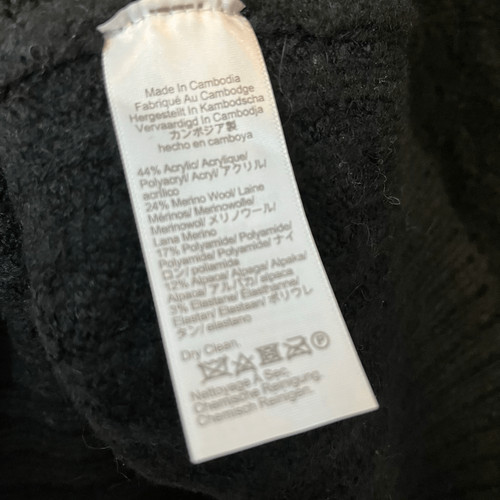 Made In Cambodia
Fabriqué Au Cambodge
Hergestellt In Kambodscha
Vervaardigd In Cambodja
カンボジア製
hecho en camboya
44% Acrylic/ Acrylique/
Polyacryl/ Acryl/ アクリル/
acrílico
24% Merino Wool/ Laine
Mérinos/ Merinowolle/
Merinowol/ メリノウール/
Lana Merino
17% Polyamide/ Polyamide/
Polyamid/ Polyamide/ ナイ
ロン/ poliamida
12% Alpaca/ Alpaga/ Alpaka/
Alpaca/ アルパカ/ alpaca
3% Elastane/ Elasthanne/
Elastan/ Elastaan/ ポリウレ
タン/ elastano
Dry Clean.
P
Nettoyage À Sec.
Chemische Reinigung.
Chemisch Reinigen.